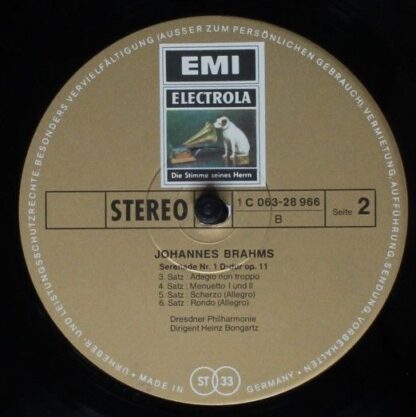 EMI
ELECTROLA
Die Stimme seines Herrn
STEREO
1 C 063-28 966
B
Seite 2
JOHANNES BRAHMS
Serenade Nr. 1 D-dur op. 11
3. Satz: Adagio non troppo
4. Satz: Menuetto I und II
5. Satz: Scherzo (Allegro)
6. Satz: Rondo (Allegro)
Dresdner Philharmonie
Dirigent Heinz Bongartz
ST 33
• URHEBER- UND LEISTUNGSSCHUTZRECHTE, BESONDERS VERVIELFÄLTIGUNG (AUSSER ZUM PERSÖNLICHEN GEBRAUCH), VERMIETUNG, AUFFÜHRUNG, SENDUNG, VORBEHALTEN •
MADE IN GERMANY